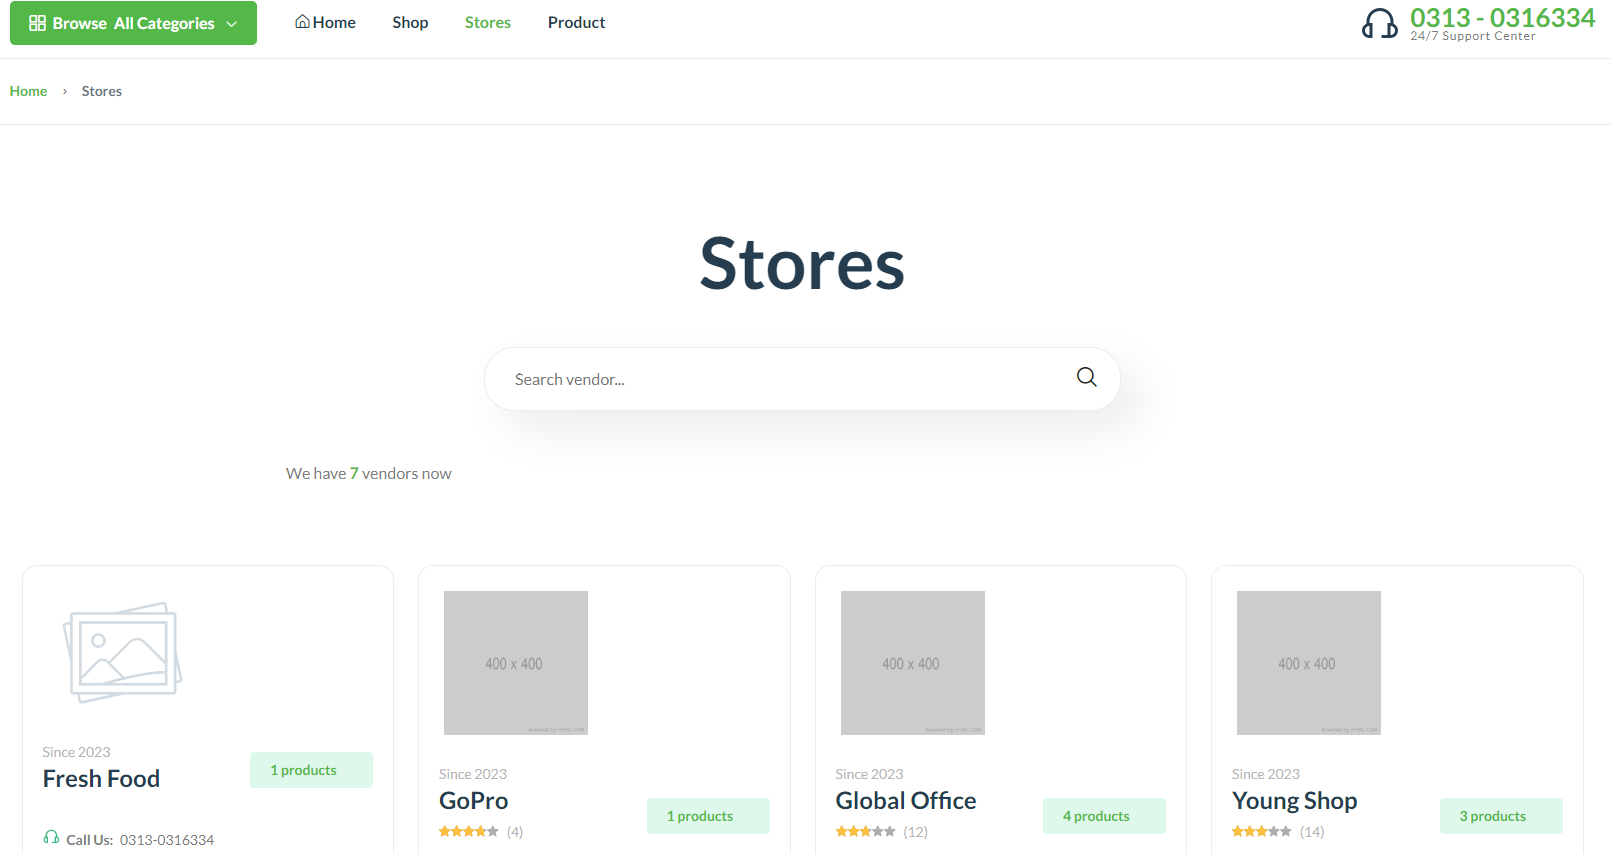 Browse All Categories
Home
Shop
Stores
Product
0313 - 0316334
24/7 Support Center
Home › Stores
Stores
Search vendor...
We have 7 vendors now
400 x 400
400 x 400
400 x 400
Since 2023
Fresh Food
1 products
Call Us: 0313-0316334
Since 2023
GoPro
(4)
1 products
Since 2023
Global Office
(12)
4 products
Since 2023
Young Shop
(14)
3 products